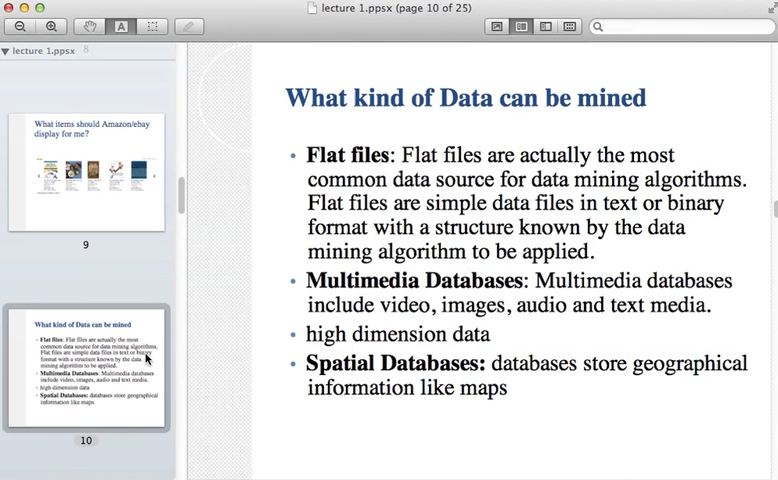 lecture 1.ppsx (page 10 of 25)
lecture 1.ppsx 8
What items should Amazon/ebay
display for me?
9
What kind of Data can be mined
Flat files: Flat files are actually the most
common data source for data mining algorithms.
Flat files are simple data files in text or binary
format with a structure known by the data
mining algorithm to be applied.
Multimedia Databases: Multimedia databases
include video, images, audio and text media.
high dimension data
Spatial Databases: databases store geographical
information like maps
10
What kind of Data can be mined
• Flat files: Flat files are actually the most
common data source for data mining algorithms.
Flat files are simple data files in text or binary
format with a structure known by the data
mining algorithm to be applied.
• Multimedia Databases: Multimedia databases
include video, images, audio and text media.
• high dimension data
• Spatial Databases: databases store geographical
information like maps